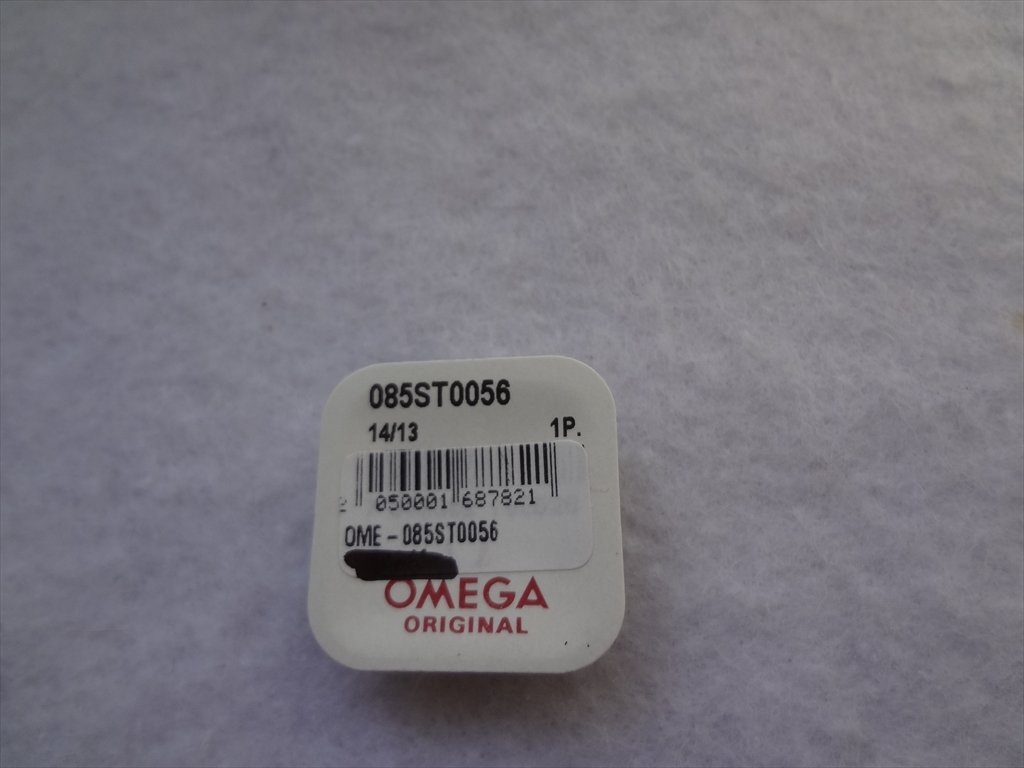 085ST0056
14/13 1P.
2 050001 687821
OME - 085ST0056
OMEGA
ORIGINAL